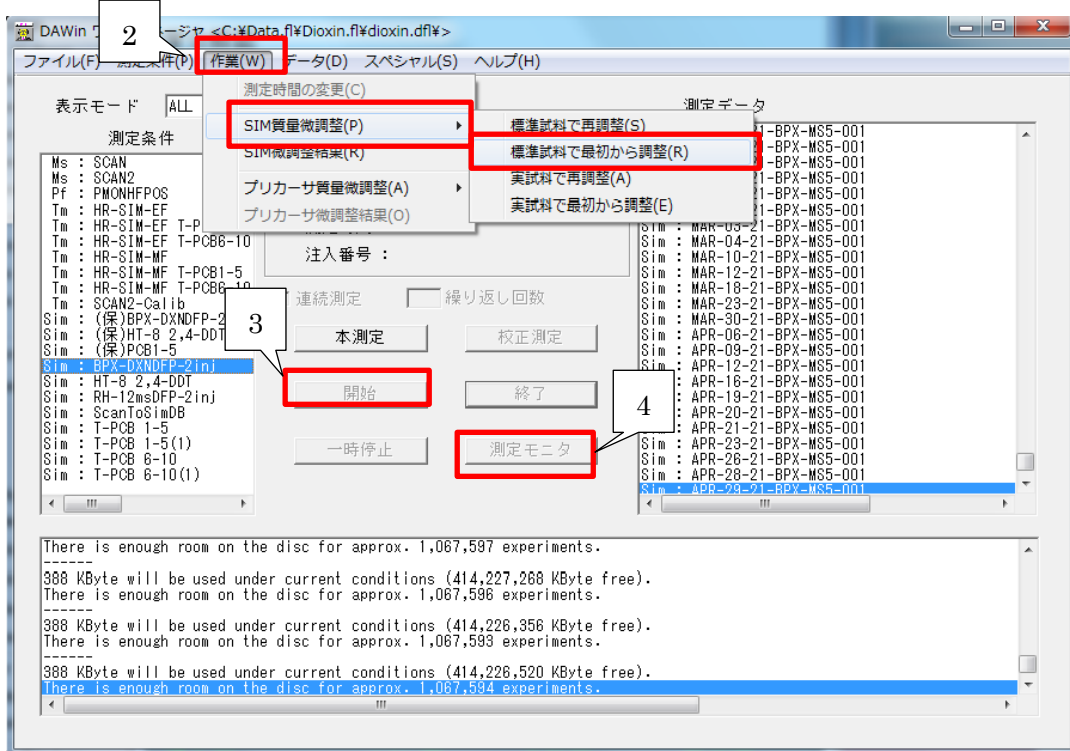 2
DAWin
ージャ <C:¥Data.fl¥Dioxin.fl¥dioxin.dfl¥>
ファイル(F) 測定条件(P) 作業(W) データ(D) スペシャル(S) ヘルプ(H)
測定時間の変更(C)
SIM質量微調整(P)
SIM微調整結果(R)
プリカーサ質量微調整(A)
プリカーサ微調整結果(O)
標準試料で再調整(S)
標準試料で最初から調整(R)
実試料で再調整(A)
実試料で最初から調整(E)
表示モード ALL
測定条件
Ms : SCAN
Ms : SCAN2
Pf : PMONHFPOS
Tm : HR-SIM-EF
Tm : HR-SIM-EF T-P
Tm : HR-SIM-EF T-PCB6-10
Tm : HR-SIM-MF
Tm : HR-SIM-MF T-PCB1-5
Tm : HR-SIM-MF T-PCB6-10
Tm : SCAN2-Calib
Sim : (保)BPX-DXNDFP-2
Sim : (保)HT-8 2,4-DDT
Sim : (保)PCB1-5
Sim : BPX-DXNDFP-2inj
Sim : HT-8 2,4-DDT
Sim : RH-12msDFP-2inj
Sim : ScanToSimDB
Sim : T-PCB 1-5
Sim : T-PCB 1-5(1)
Sim : T-PCB 6-10
Sim : T-PCB 6-10(1)
注入番号 :
連続測定 繰り返し回数
3
本測定 校正測定
開始 終了
4
一時停止 測定モニタ
測定データ
1-BPX-MS5-001
-BPX-MS5-001
-BPX-MS5-001
1-BPX-MS5-001
1-BPX-MS5-001
1-BPX-MS5-001
Sim : MAR-03-21-BPX-MS5-001
Sim : MAR-04-21-BPX-MS5-001
Sim : MAR-10-21-BPX-MS5-001
Sim : MAR-12-21-BPX-MS5-001
Sim : MAR-18-21-BPX-MS5-001
Sim : MAR-23-21-BPX-MS5-001
Sim : MAR-30-21-BPX-MS5-001
Sim : APR-06-21-BPX-MS5-001
Sim : APR-09-21-BPX-MS5-001
Sim : APR-12-21-BPX-MS5-001
Sim : APR-16-21-BPX-MS5-001
Sim : APR-19-21-BPX-MS5-001
Sim : APR-20-21-BPX-MS5-001
Sim : APR-21-21-BPX-MS5-001
Sim : APR-23-21-BPX-MS5-001
Sim : APR-26-21-BPX-MS5-001
Sim : APR-28-21-BPX-MS5-001
Sim : APR-29-21-BPX-MS5-001
There is enough room on the disc for approx. 1,067,597 experiments.
------
388 KByte will be used under current conditions (414,227,268 KByte free).
There is enough room on the disc for approx. 1,067,596 experiments.
------
388 KByte will be used under current conditions (414,226,356 KByte free).
There is enough room on the disc for approx. 1,067,593 experiments.
------
388 KByte will be used under current conditions (414,226,520 KByte free).
There is enough room on the disc for approx. 1,067,594 experiments.